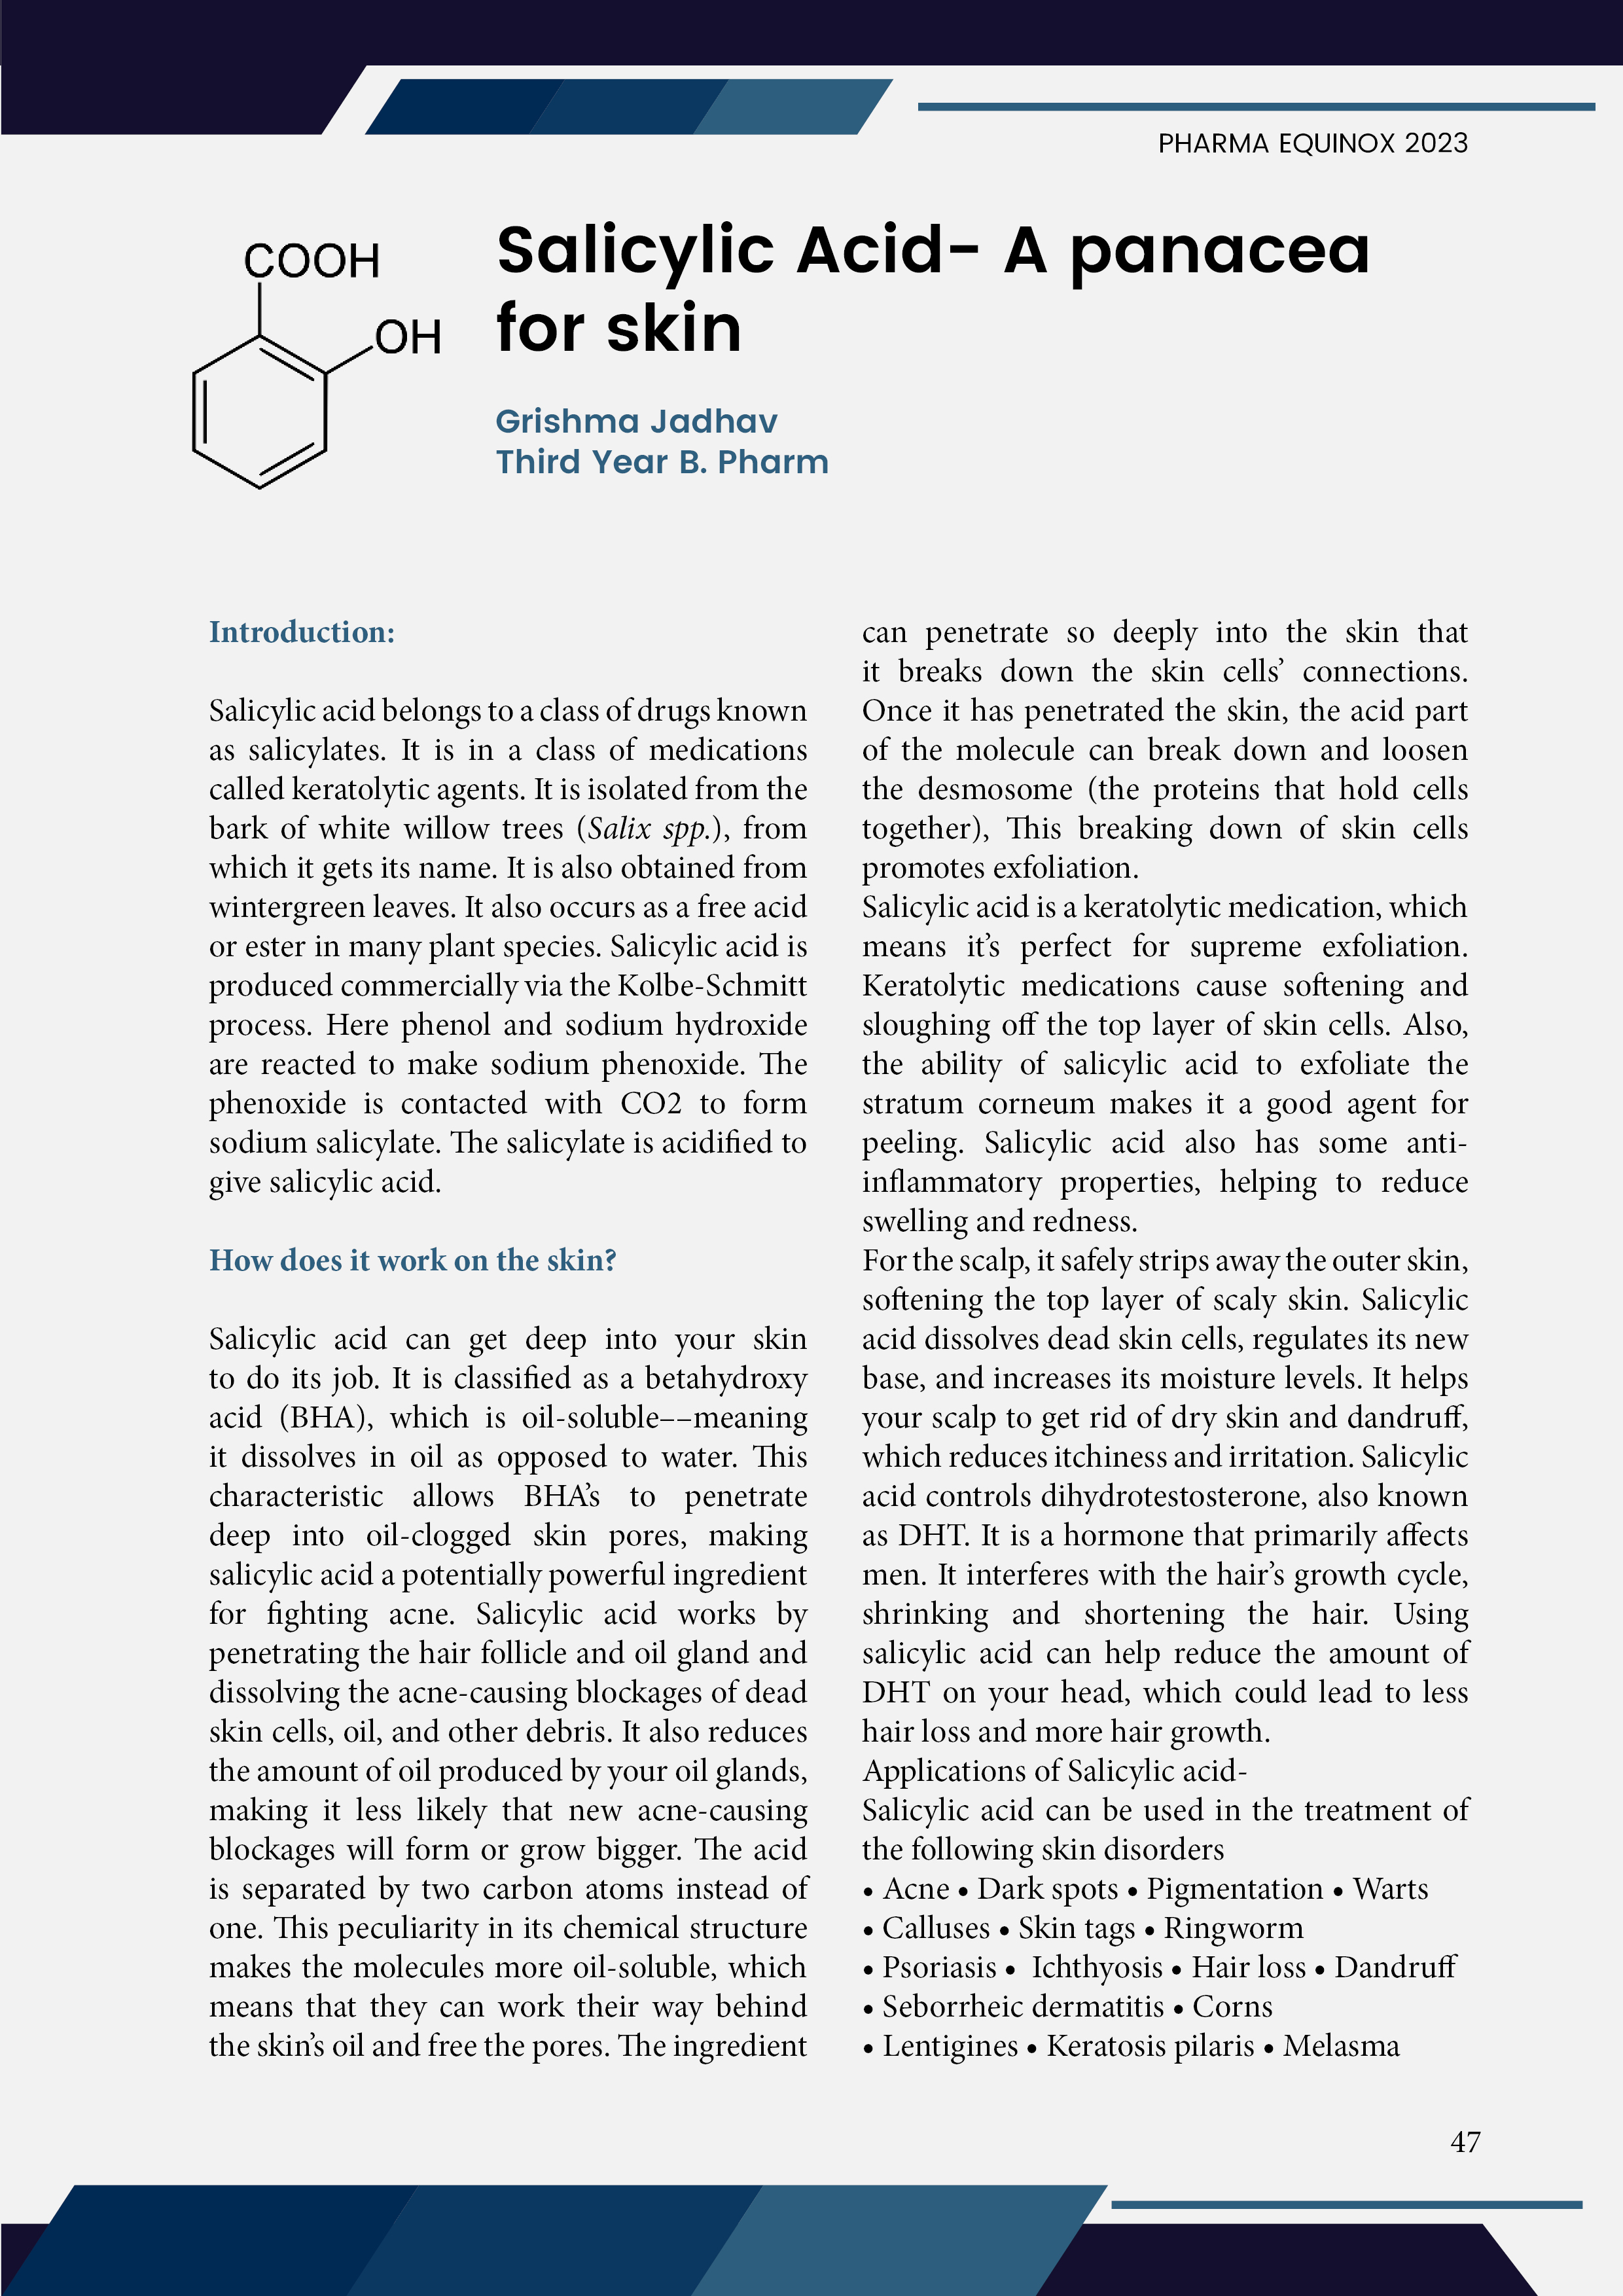 PHARMA EQUINOX 2023
COOH
OH
Salicylic Acid- A panacea
for skin
Grishma Jadhav
Third Year B. Pharm
Introduction:
Salicylic acid belongs to a class of drugs known
as salicylates. It is in a class of medications
called keratolytic agents. It is isolated from the
bark of white willow trees (Salix spp.), from
which it gets its name. It is also obtained from
wintergreen leaves. It also occurs as a free acid
or ester in many plant species. Salicylic acid is
produced commercially via the Kolbe-Schmitt
process. Here phenol and sodium hydroxide
are reacted to make sodium phenoxide. The
phenoxide is contacted with CO2 to form
sodium salicylate. The salicylate is acidified to
give salicylic acid.
How does it work on the skin?
Salicylic acid can get deep into your skin
to do its job. It is classified as a betahydroxy
acid (BHA), which is oil-soluble––meaning
it dissolves in oil as opposed to water. This
characteristic allows BHA's to penetrate
deep into oil-clogged skin pores, making
salicylic acid a potentially powerful ingredient
for fighting acne. Salicylic acid works by
penetrating the hair follicle and oil gland and
dissolving the acne-causing blockages of dead
skin cells, oil, and other debris. It also reduces
the amount of oil produced by your oil glands,
making it less likely that new acne-causing
blockages will form or grow bigger. The acid
is separated by two carbon atoms instead of
one. This peculiarity in its chemical structure
makes the molecules more oil-soluble, which
means that they can work their way behind
the skin's oil and free the pores. The ingredient
can penetrate so deeply into the skin that
it breaks down the skin cells' connections.
Once it has penetrated the skin, the acid part
of the molecule can break down and loosen
the desmosome (the proteins that hold cells
together), This breaking down of skin cells
promotes exfoliation.
Salicylic acid is a keratolytic medication, which
means it's perfect for supreme exfoliation.
Keratolytic medications cause softening and
sloughing off the top layer of skin cells. Also,
the ability of salicylic acid to exfoliate the
stratum corneum makes it a good agent for
peeling. Salicylic acid also has some anti-
inflammatory properties, helping to reduce
swelling and redness.
For the scalp, it safely strips away the outer skin,
softening the top layer of scaly skin. Salicylic
acid dissolves dead skin cells, regulates its new
base, and increases its moisture levels. It helps
your scalp to get rid of dry skin and dandruff,
which reduces itchiness and irritation. Salicylic
acid controls dihydrotestosterone, also known
as DHT. It is a hormone that primarily affects
men. It interferes with the hair's growth cycle,
shrinking and shortening the hair. Using
salicylic acid can help reduce the amount of
DHT on your head, which could lead to less
hair loss and more hair growth.
Applications of Salicylic acid-
Salicylic acid can be used in the treatment of
the following skin disorders
• Acne • Dark spots • Pigmentation • Warts
• Calluses • Skin tags • Ringworm
• Psoriasis • Ichthyosis • Hair loss • Dandruff
• Seborrheic dermatitis • Corns
• Lentigines • Keratosis pilaris • Melasma
47